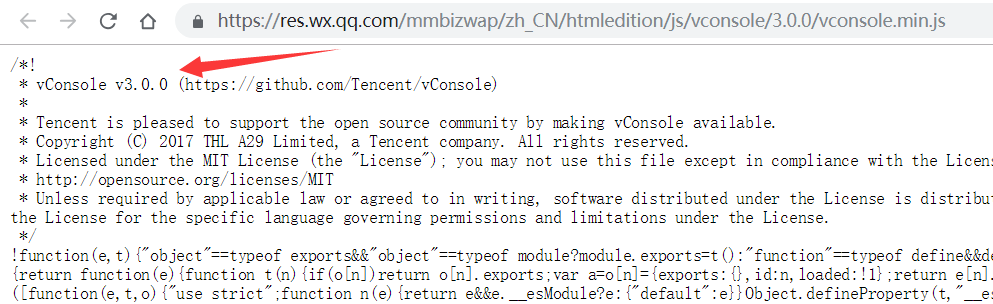 https://res.wx.qq.com/mmbizwap/zh_CN/htmledition/js/vconsole/3.0.0/vconsole.min.js
/*!
 * vConsole v3.0.0 (https://github.com/Tencent/vConsole)
 *
 * Tencent is pleased to support the open source community by making vConsole available.
 * Copyright (C) 2017 THL A29 Limited, a Tencent company. All rights reserved.
 * Licensed under the MIT License (the "License"); you may not use this file except in compliance with the Licens
 * http://opensource.org/licenses/MIT
 * Unless required by applicable law or agreed to in writing, software distributed under the License is distribut
the License for the specific language governing permissions and limitations under the License.
 */
!function(e,t){"object"==typeof exports&&"object"==typeof module?module.exports=t():"function"==typeof define&&de
{return function(e){function t(n){if(o[n])return o[n].exports;var a=o[n]={exports:{},id:n,loaded:!1};return e[n].
([function(e,t,o){"use strict";function n(e){return e&&e.__esModule?e:{"default":e}}Object.defineProperty(t,"__es